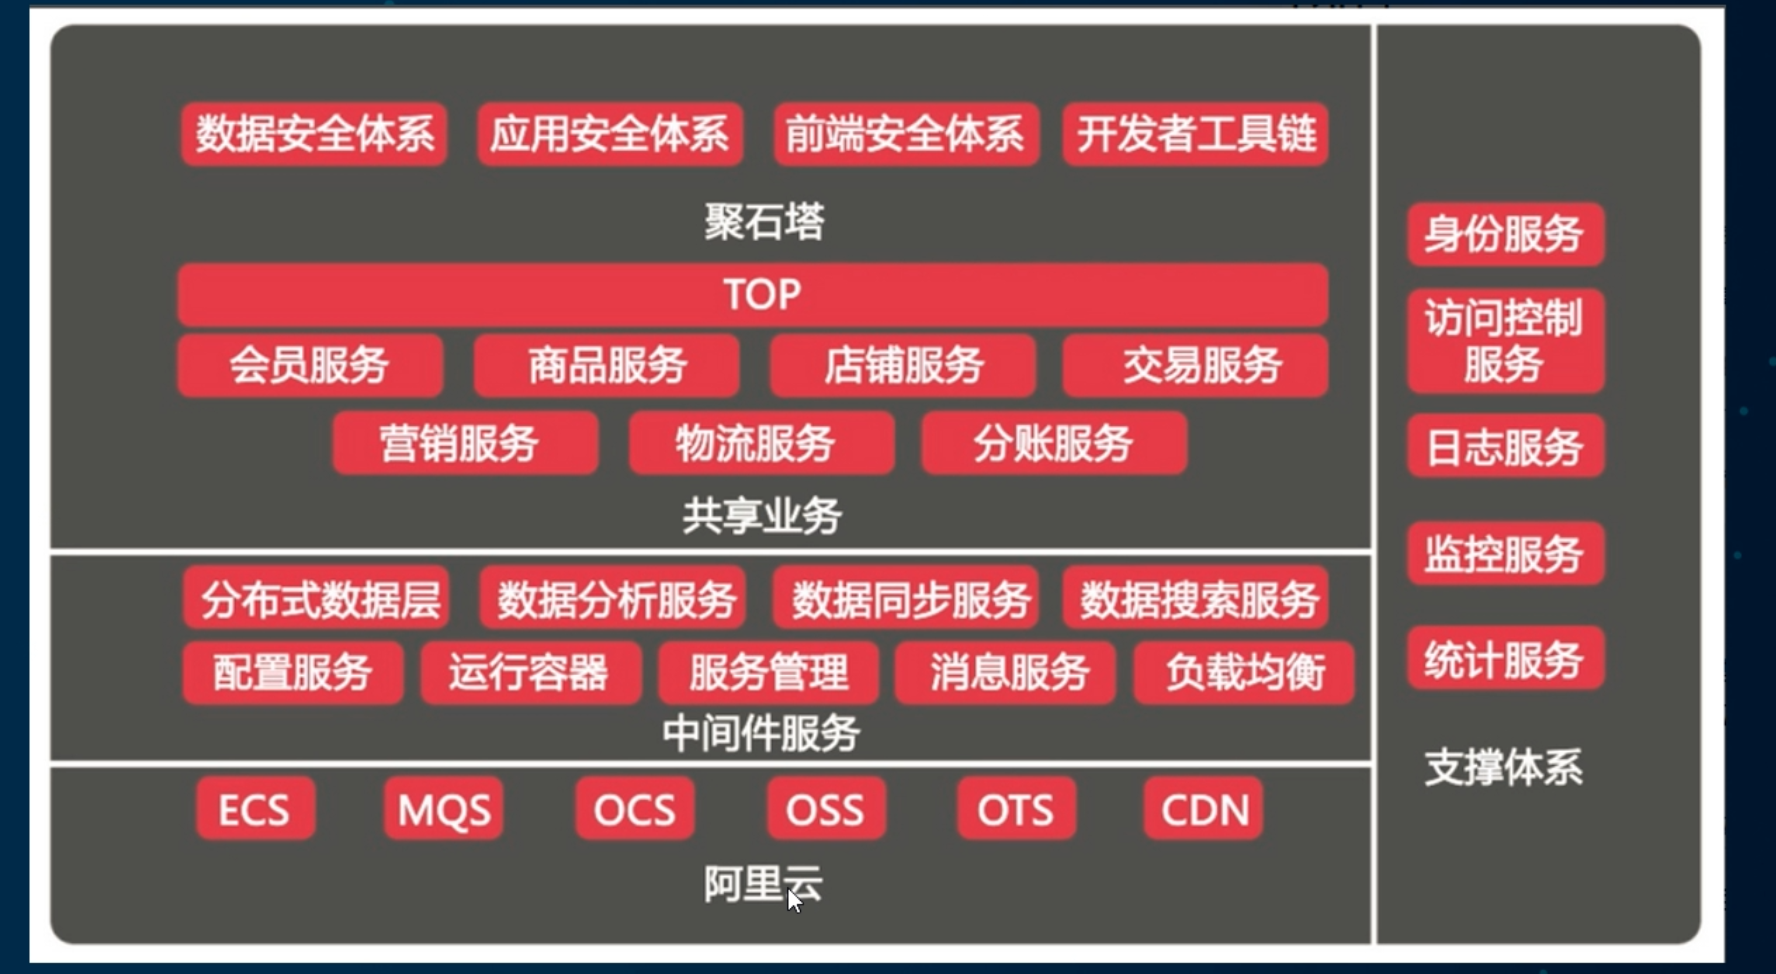 数据安全体系 应用安全体系 前端安全体系 开发者工具链
聚石塔
TOP
会员服务 商品服务 店铺服务 交易服务
营销服务 物流服务 分账服务
共享业务
分布式数据层 数据分析服务 数据同步服务 数据搜索服务
配置服务 运行容器 服务管理 消息服务 负载均衡
中间件服务
ECS MQS OCS OSS OTS CDN
阿里云
身份服务
访问控制
服务
日志服务
监控服务
统计服务
支撑体系